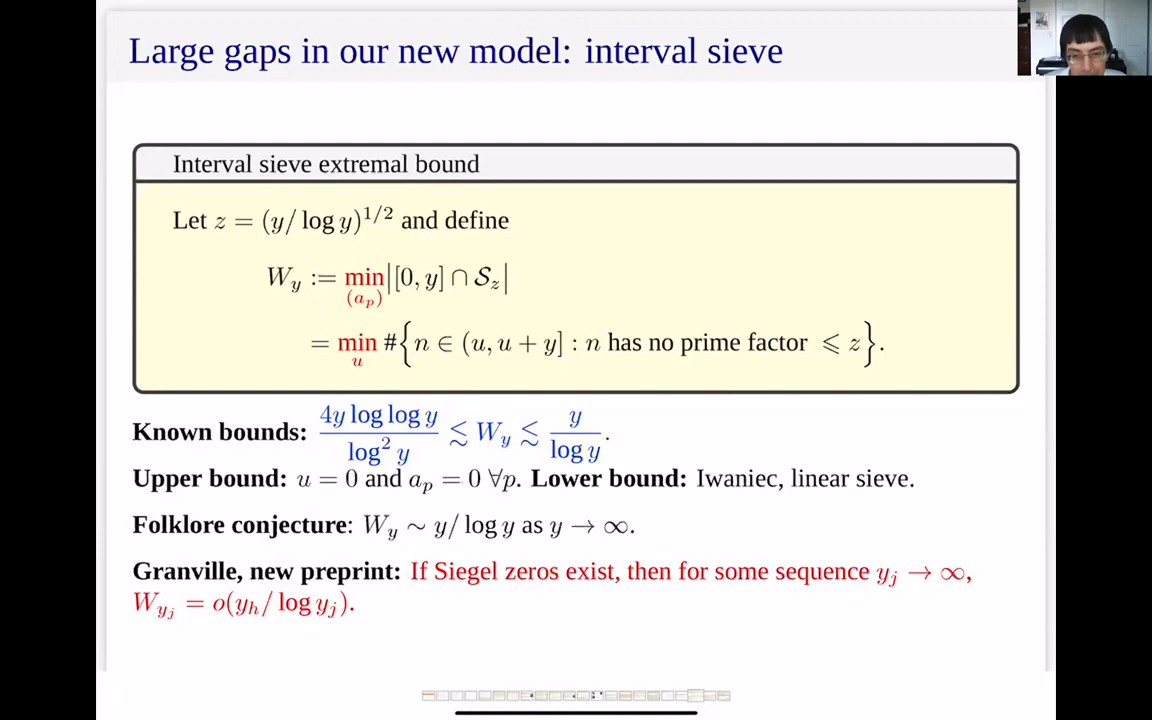 Large gaps in our new model: interval sieve
Interval sieve extremal bound
Let z = (y/ log y)^{1/2} and define
W_y := min_{(a_p)} |[0, y] ∩ 𝒮_z|
= min_u #{n ∈ (u, u + y] : n has no prime factor ⩽ z}.
Known bounds: \frac{4y log log y}{log^2 y} ≲ W_y ≲ \frac{y}{log y}.
Upper bound: u = 0 and a_p = 0 ∀p. Lower bound: Iwaniec, linear sieve.
Folklore conjecture: W_y ∼ y/ log y as y → ∞.
Granville, new preprint: If Siegel zeros exist, then for some sequence y_j → ∞,
W_{y_j} = o(y_h/ log y_j).